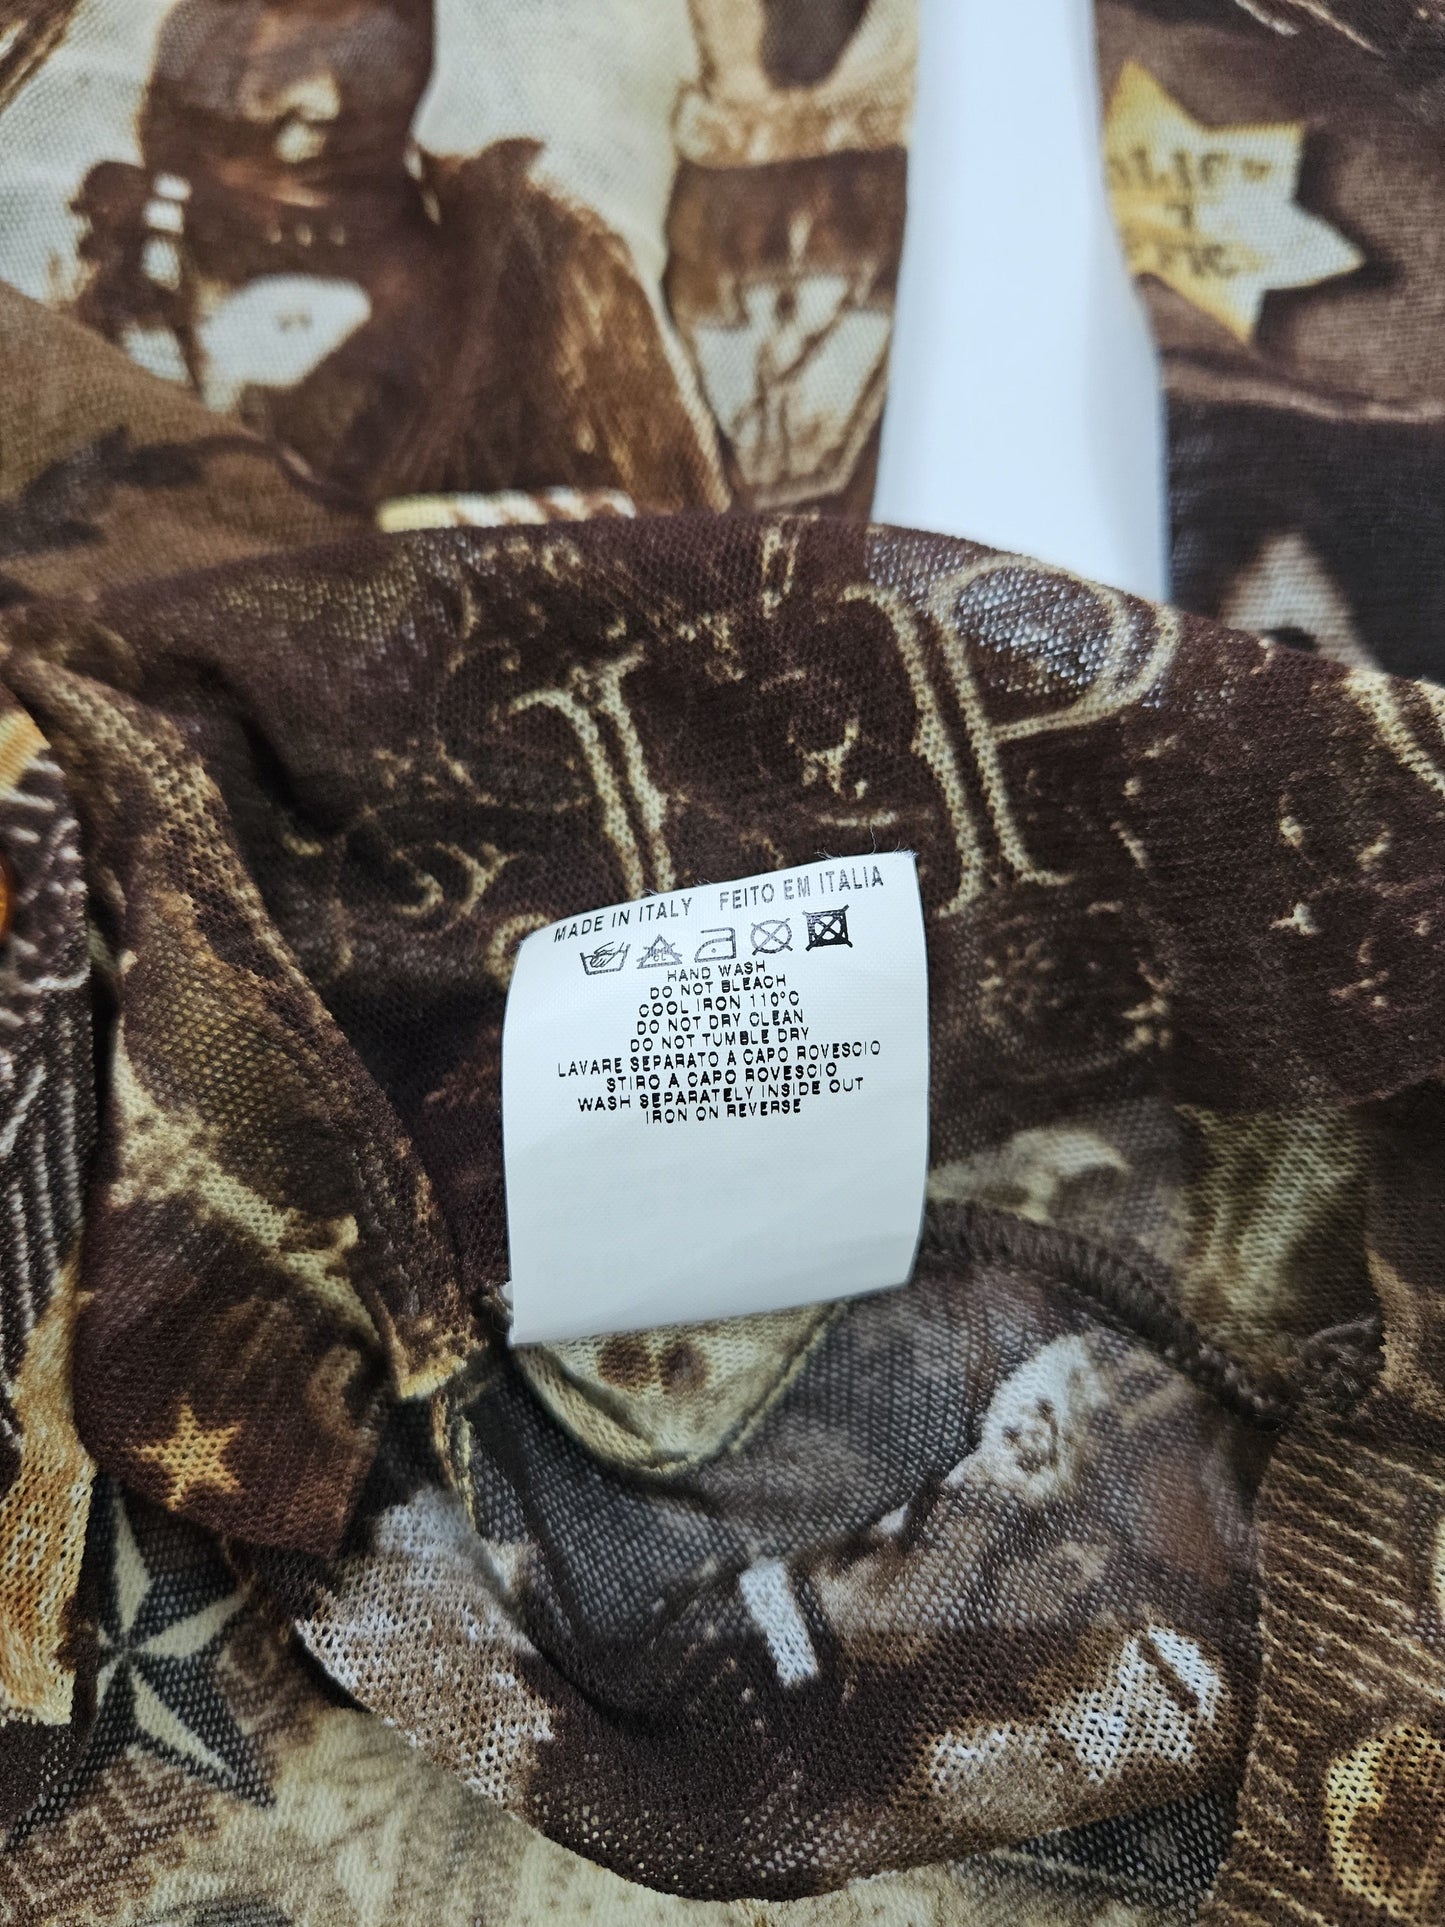 MADE IN ITALY FEITO EM ITALIA
CL
HAND WASH
DO NOT BLEACH
COOL IRON 110°C
DO NOT DRY CLEAN
DO NOT TUMBLE DRY
LAVARE SEPARATO A CAPO ROVESCIO
STIRO A CAPO ROVESCIO
WASH SEPARATELY INSIDE OUT
IRON ON REVERSE